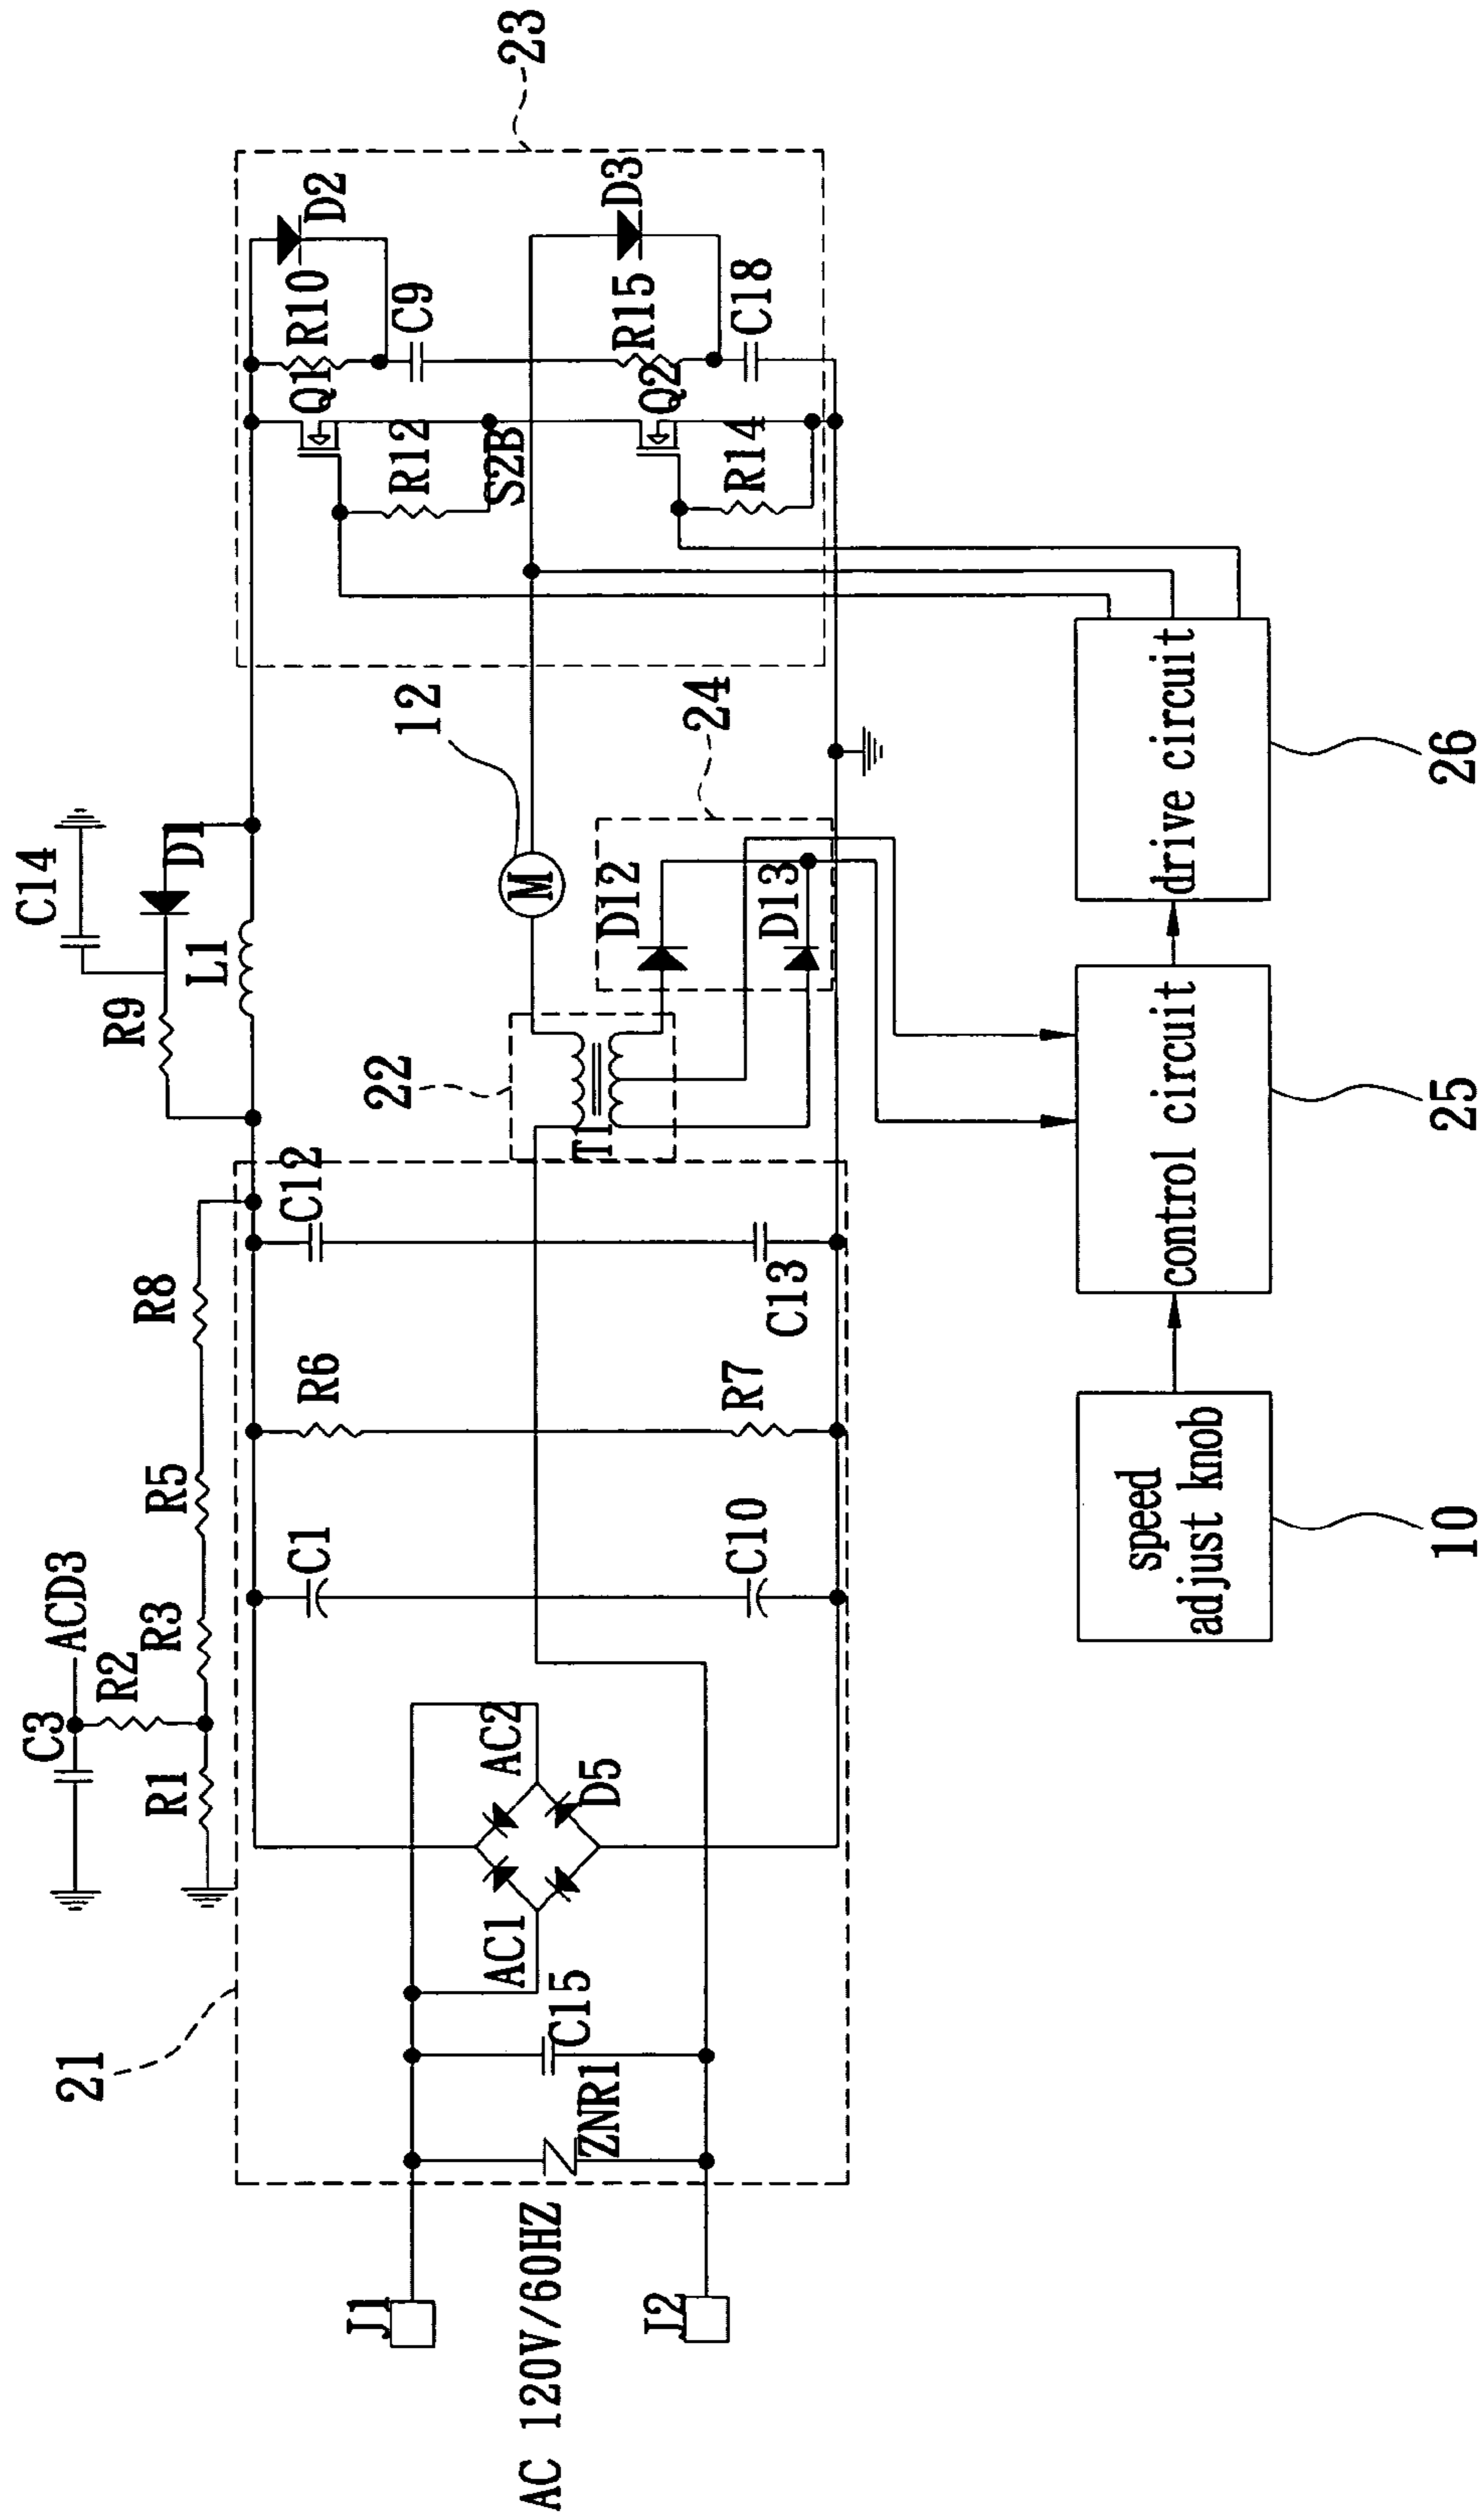 23
D2
D3
R10
C9
R15
C18
Q1
R12
S2B
Q2
R14
C14
D1
L1
R9
12
M
24
D12
D13
22
T1
drive circuit
26
21
C3
ACD3
R2
R1
R3
R5
R8
C12
C13
R6
R7
C1
C10
AC2
D5
AC1
C15
ZNR1
J1
J2
AC 120V/60HZ
control circuit
25
speed
adjust knob
10